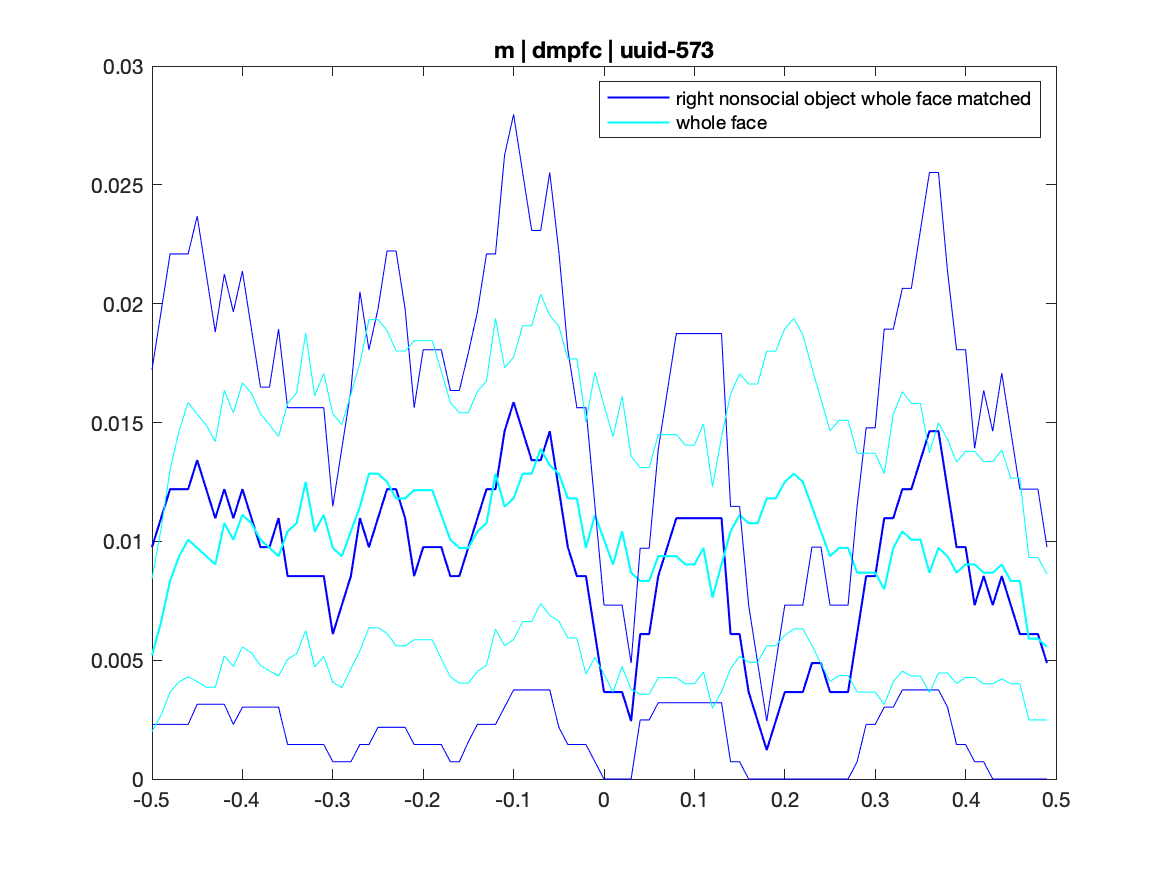 m | dmpfc | uuid-573
0.03
right nonsocial object whole face matched
whole face
0.025
0.02
0.015
0.01
0.005
0
-0.5 -0.4 -0.3 -0.2 -0.1 0 0.1 0.2 0.3 0.4 0.5